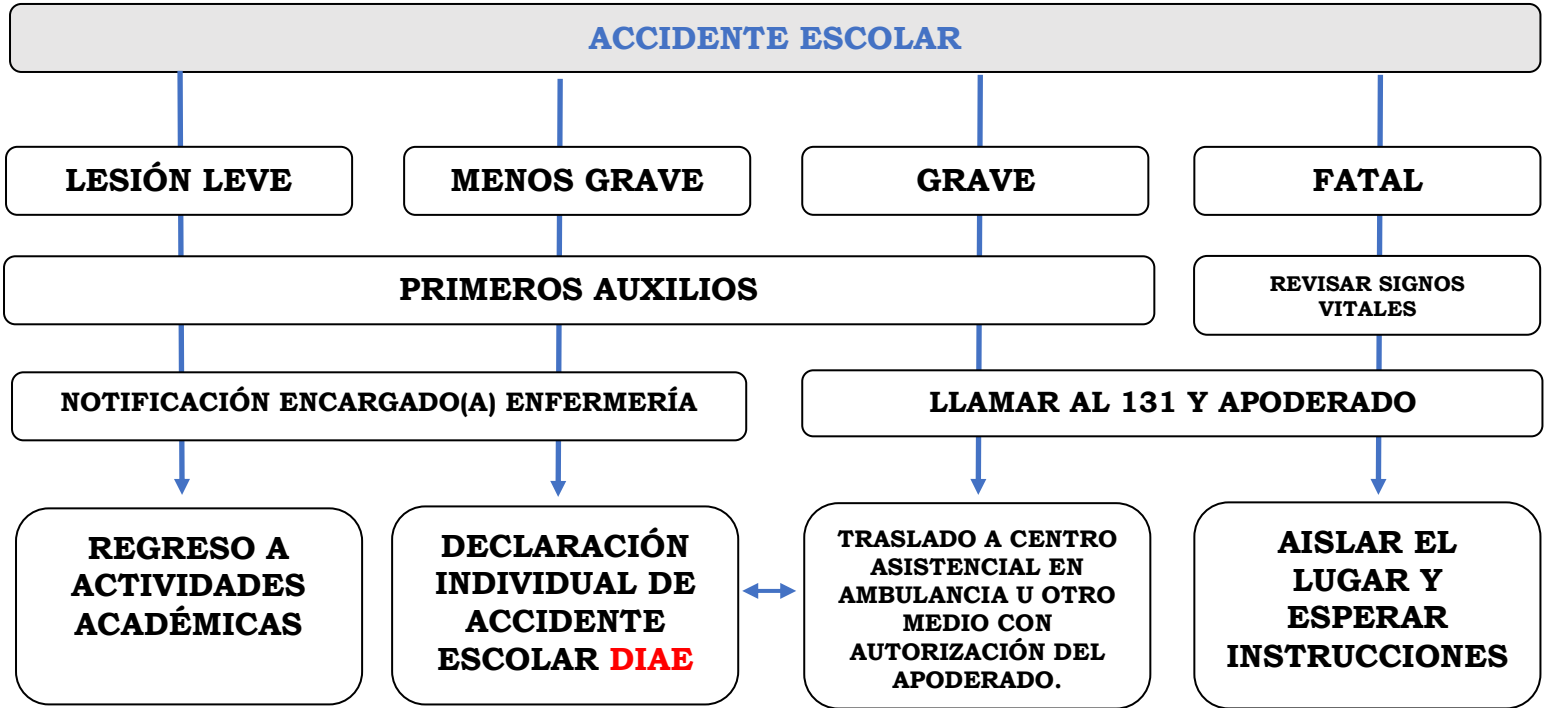 ACCIDENTE ESCOLAR
LESIÓN LEVE
MENOS GRAVE
GRAVE
FATAL
PRIMEROS AUXILIOS
REVISAR SIGNOS
VITALES
NOTIFICACIÓN ENCARGADO(A) ENFERMERÍA
LLAMAR AL 131 Y APODERADO
REGRESO A
ACTIVIDADES
ACADÉMICAS
DECLARACIÓN
INDIVIDUAL DE
ACCIDENTE
ESCOLAR DIAE
TRASLADO A CENTRO
ASISTENCIAL EN
AMBULANCIA U OTRO
MEDIO CON
AUTORIZACIÓN DEL
APODERADO.
AISLAR EL
LUGAR Y
ESPERAR
INSTRUCCIONES